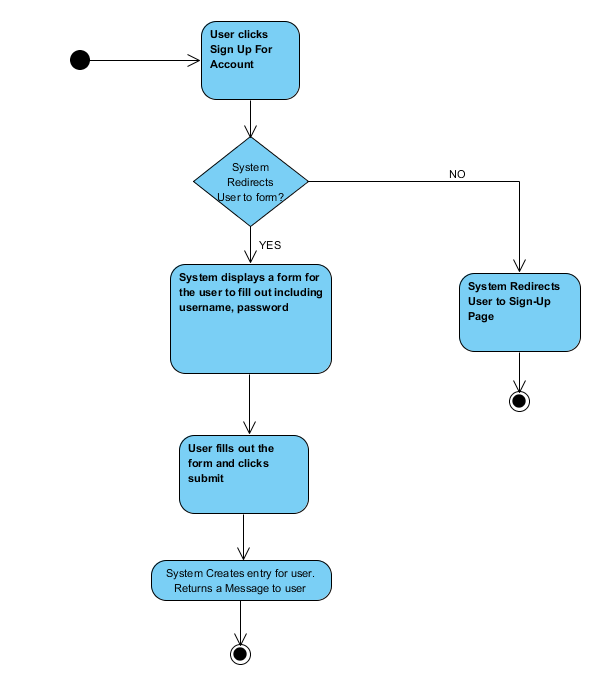 User clicks
Sign Up For
Account
System
Redirects
User to form?
NO
YES
System displays a form for
the user to fill out including
username, password
System Redirects
User to Sign-Up
Page
User fills out the
form and clicks
submit
System Creates entry for user.
Returns a Message to user